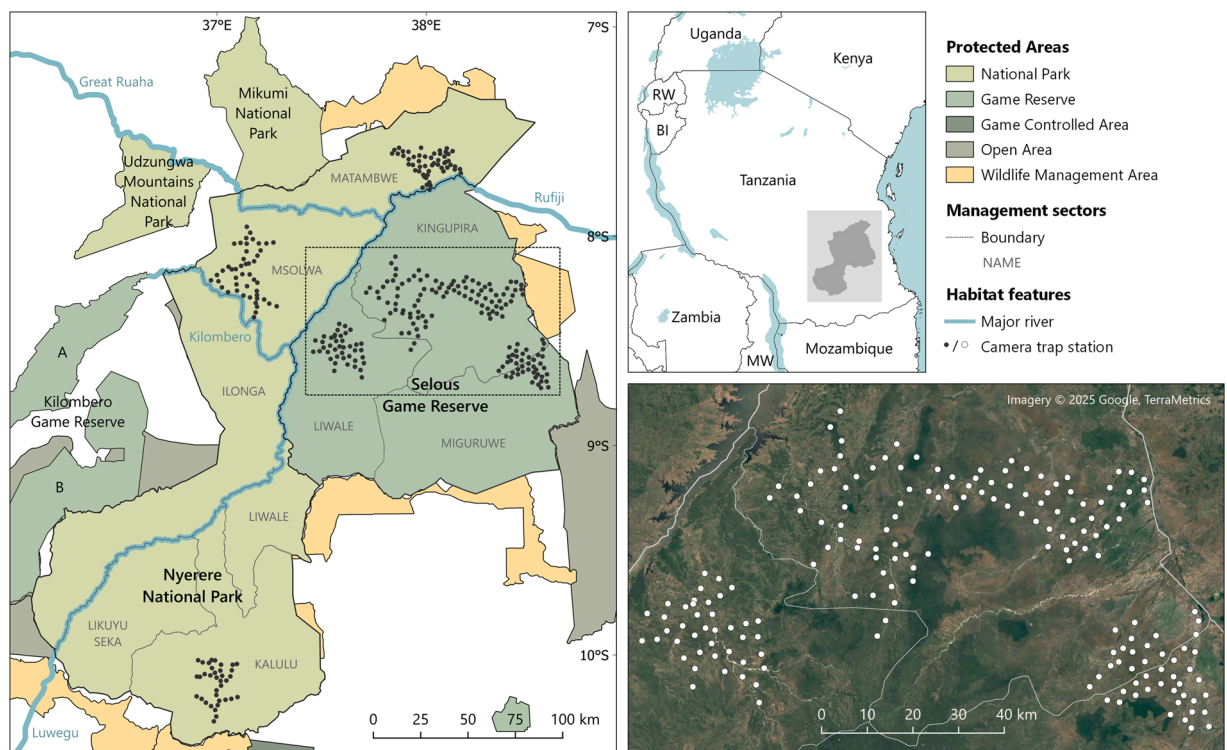 37°E
38°E
7°S
8°S
9°S
10°S
Great Ruaha
Mikumi
National
Park
Udzungwa
Mountains
National
Park
MATAMBWE
Rufiji
KINGUPIRA
MSOLWA
Kilombero
A
Kilombero
Game Reserve
B
ILONGA
Selous
Game Reserve
LIWALE
MIGURUWE
LIWALE
Nyerere
National Park
LIKUYU
SEKA
KALULU
Luwegu
0 25 50 75 100 km
Uganda
Kenya
RW
BI
Tanzania
Zambia
MW
Mozambique
Protected Areas
National Park
Game Reserve
Game Controlled Area
Open Area
Wildlife Management Area
Management sectors
Boundary
NAME
Habitat features
Major river
/ Camera trap station
Imagery © 2025 Google, TerraMetrics
0 10 20 30 40 km